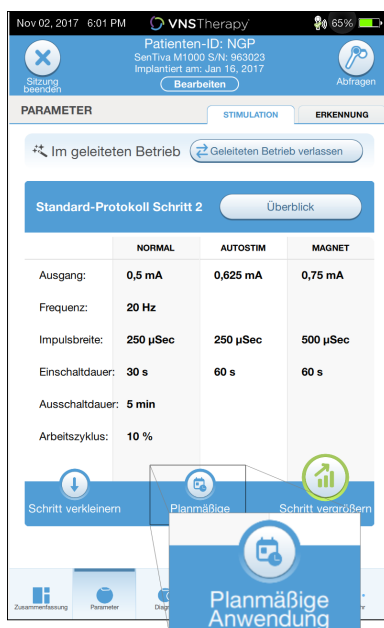 Nov 02, 2017 6:01 PM VNSTherapy 65%
Patienten-ID: NGP
SenTiva M1000 S/N: 963023
Implantiert am: Jan 16, 2017
Bearbeiten
Sitzung
beenden
Abfragen
PARAMETER STIMULATION ERKENNUNG
Im geleiteten Betrieb Geleiteten Betrieb verlassen
Standard-Protokoll Schritt 2 Überblick
NORMAL AUTOSTIM MAGNET
Ausgang: 0,5 mA 0,625 mA 0,75 mA
Frequenz: 20 Hz
Impulsbreite: 250 µSec 250 µSec 500 µSec
Einschaltdauer: 30 s 60 s 60 s
Ausschaltdauer: 5 min
Arbeitszyklus: 10 %
Schritt verkleinern Planmäßige Schritt vergrößern
Planmäßige
Anwendung
Zusammenfassung Parameter